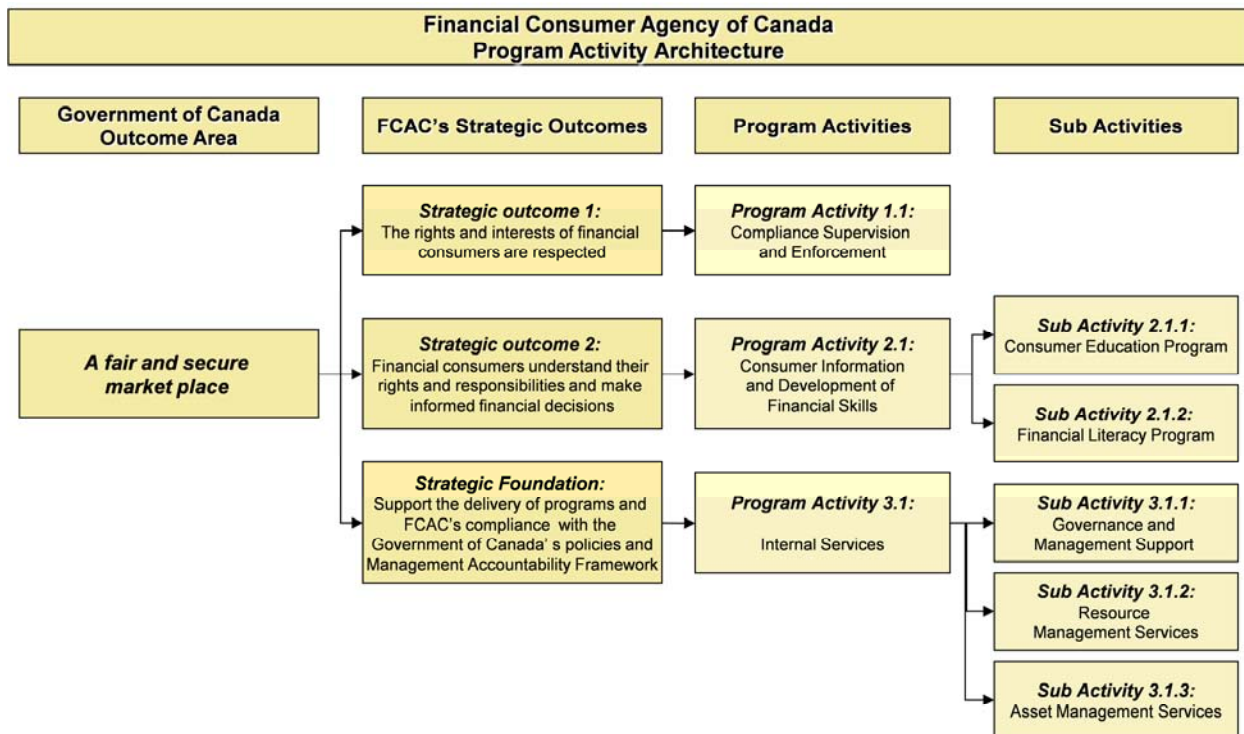 Financial Consumer Agency of Canada
Program Activity Architecture
Government of Canada
Outcome Area
FCAC's Strategic Outcomes
Program Activities
Sub Activities
A fair and secure
market place
Strategic outcome 1:
The rights and interests of financial
consumers are respected
Program Activity 1.1:
Compliance Supervision
and Enforcement
Strategic outcome 2:
Financial consumers understand their
rights and responsibilities and make
informed financial decisions
Program Activity 2.1:
Consumer Information
and Development of
Financial Skills
Sub Activity 2.1.1:
Consumer Education Program
Sub Activity 2.1.2:
Financial Literacy Program
Strategic Foundation:
Support the delivery of programs and
FCAC's compliance with the
Government of Canada' s policies and
Management Accountability Framework
Program Activity 3.1:
Internal Services
Sub Activity 3.1.1:
Governance and
Management Support
Sub Activity 3.1.2:
Resource
Management Services
Sub Activity 3.1.3:
Asset Management Services